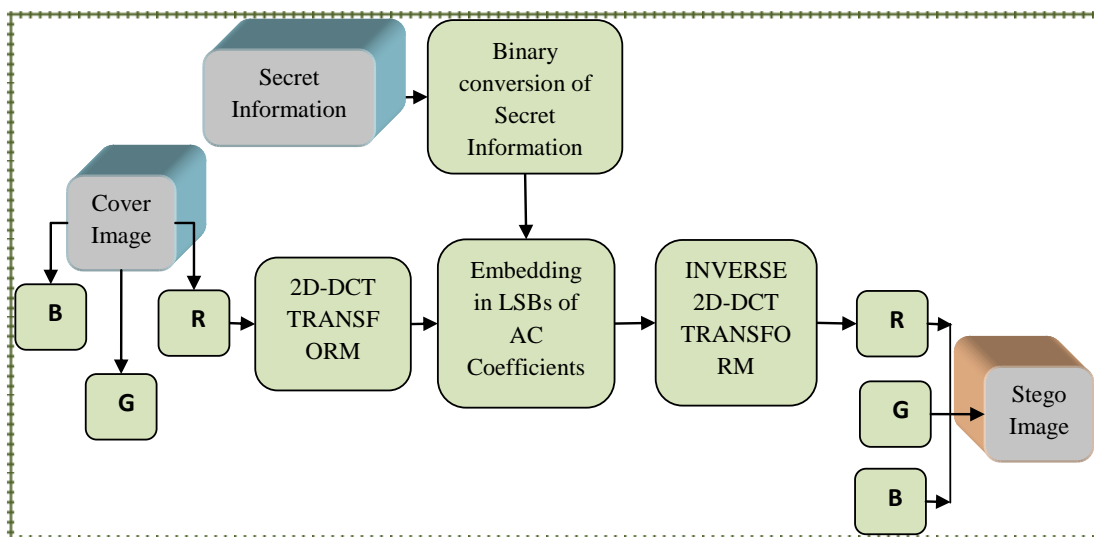 Secret
Information
Binary
conversion of
Secret
Information
Cover
Image
B
G
R
2D-DCT
TRANSF
ORM
Embedding
in LSBs of
AC
Coefficients
INVERSE
2D-DCT
TRANSFO
RM
R
G
B
Stego
Image